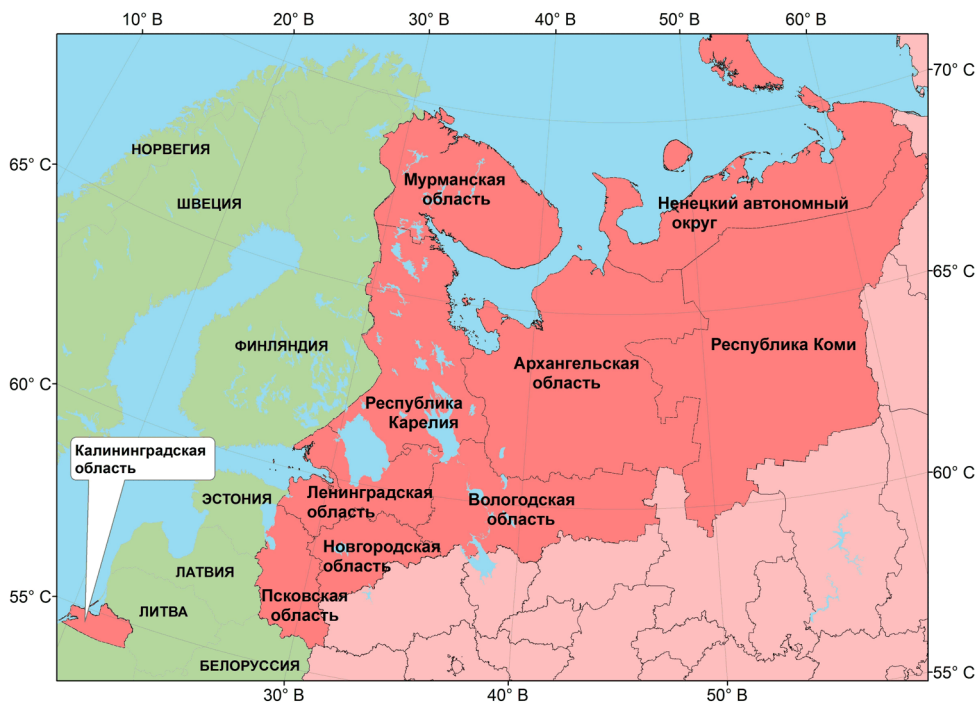 10° В 20° В 30° В 40° В 50° В 60° В
70° С
65° С
НОРВЕГИЯ
Мурманская
область
ШВЕЦИЯ
Ненецкий автономный
округ
65° С
ФИНЛЯНДИЯ
Республика Коми
Архангельская
область
60° С
Республика
Карелия
Калининградская
область
60° С
ЭСТОНИЯ
Ленинградская
область
Вологодская
область
Новгородская
область
ЛАТВИЯ
55° С
Псковская
область
ЛИТВА
БЕЛОРУССИЯ
55° С
30° В 40° В 50° В